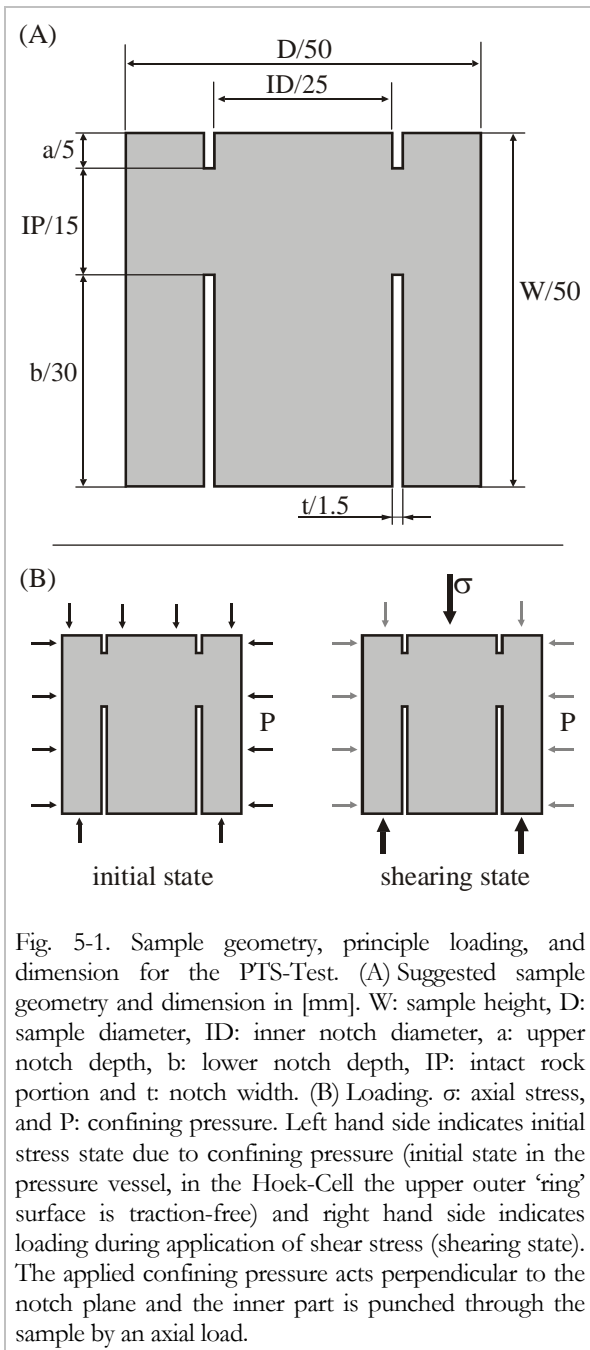 (A)
D/50
ID/25
a/5
IP/15
W/50
b/30
t/1.5
(B)
σ
P
P
initial state
shearing state
Fig. 5-1. Sample geometry, principle loading, and
dimension for the PTS-Test. (A) Suggested sample
geometry and dimension in [mm]. W: sample height, D:
sample diameter, ID: inner notch diameter, a: upper
notch depth, b: lower notch depth, IP: intact rock
portion and t: notch width. (B) Loading. σ: axial stress,
and P: confining pressure. Left hand side indicates initial
stress state due to confining pressure (initial state in the
pressure vessel, in the Hoek-Cell the upper outer ‘ring’
surface is traction-free) and right hand side indicates
loading during application of shear stress (shearing state).
The applied confining pressure acts perpendicular to the
notch plane and the inner part is punched through the
sample by an axial load.